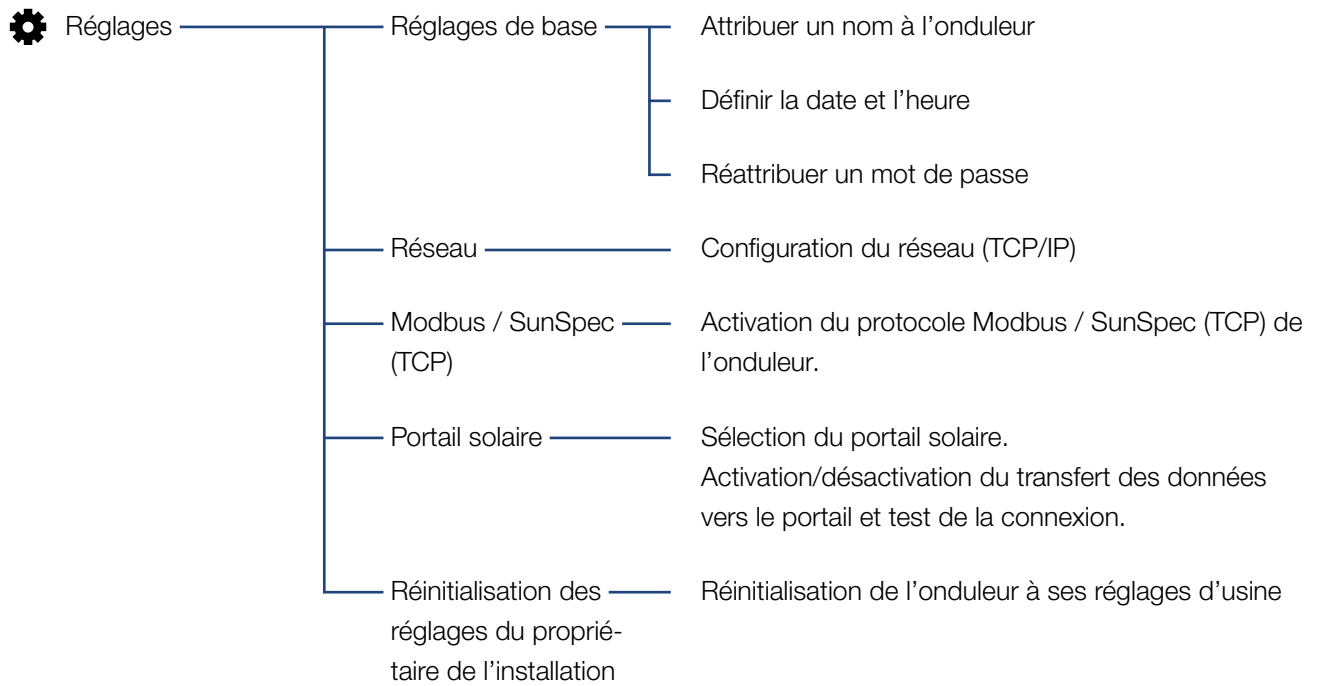 Réglages
Réglages de base
Attribuer un nom à l’onduleur
Définir la date et l’heure
Réattribuer un mot de passe
Réseau
Configuration du réseau (TCP/IP)
Modbus / SunSpec
(TCP)
Activation du protocole Modbus / SunSpec (TCP) de
l’onduleur.
Portail solaire
Sélection du portail solaire.
Activation/désactivation du transfert des données
vers le portail et test de la connexion.
Réinitialisation des
réglages du proprié-
taire de l’installation
Réinitialisation de l’onduleur à ses réglages d’usine